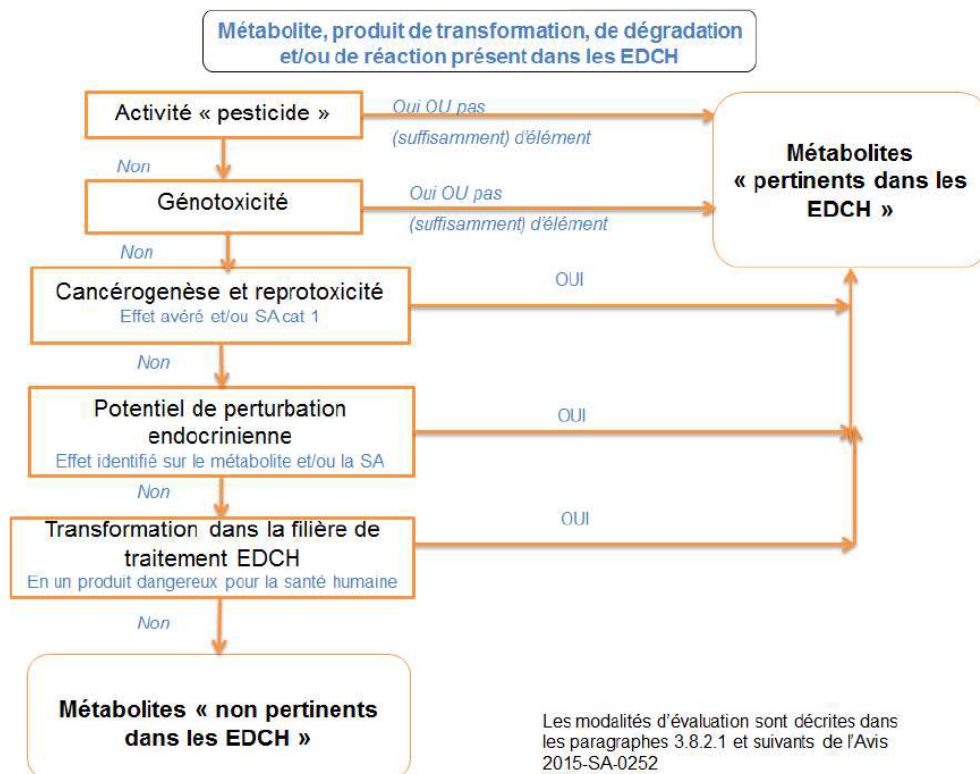 Métabolite, produit de transformation, de dégradation
et/ou de réaction présent dans les EDCH
Activité « pesticide »
Oui OU pas
(suffisamment) d'élément
Métabolites
« pertinents dans les
EDCH »
Non
Génotoxicité
Oui OU pas
(suffisamment) d'élément
Non
Cancérogenèse et reprotoxicité
Effet avéré et/ou SA cat 1
OUI
Non
Potentiel de perturbation
endocrinienne
Effet identifié sur le métabolite et/ou la SA
OUI
Non
Transformation dans la filière de
traitement EDCH
En un produit dangereux pour la santé humaine
OUI
Non
Métabolites « non pertinents
dans les EDCH »
Les modalités d'évaluation sont décrites dans
les paragraphes 3.8.2.1 et suivants de l'Avis
2015-SA-0252